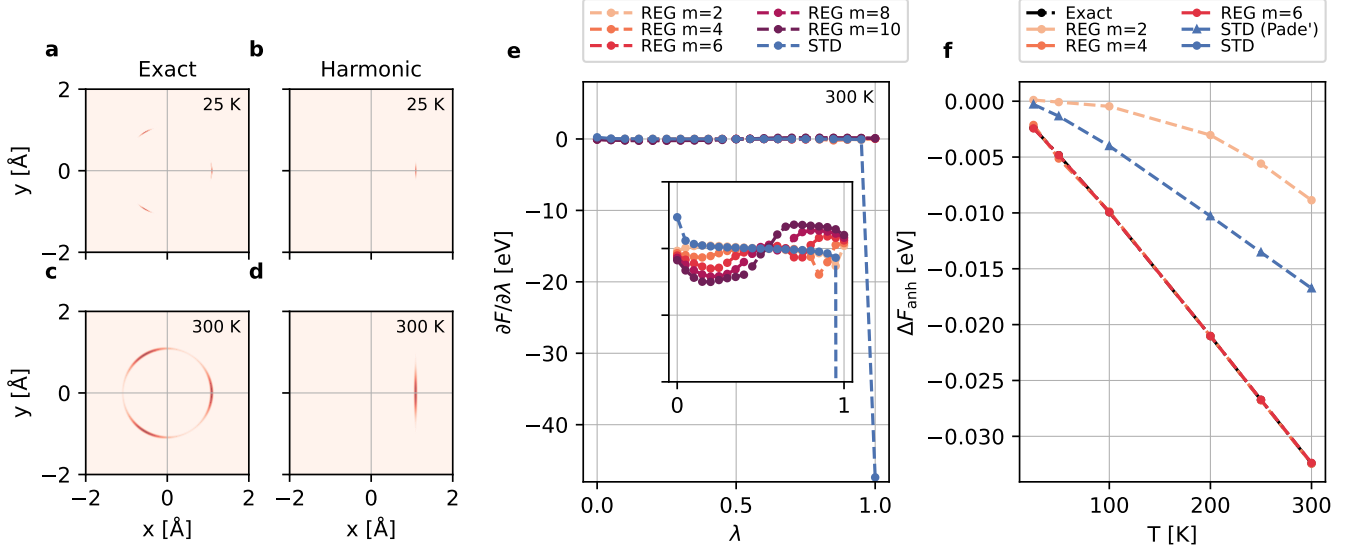 a
Exact
25 K
2
0
−2
y [Å]
b
Harmonic
25 K
c
300 K
2
0
−2
y [Å]
−2
0
2
x [Å]
d
300 K
−2
0
2
x [Å]
e
REG m=2
REG m=4
REG m=6
REG m=8
REG m=10
STD
300 K
0
−10
−20
−30
−40
∂F/∂λ [eV]
0
1
0.0
0.5
1.0
λ
f
Exact
REG m=2
REG m=4
REG m=6
STD (Pade')
STD
0.000
−0.005
−0.010
−0.015
−0.020
−0.025
−0.030
ΔFanh [eV]
100
200
300
T [K]